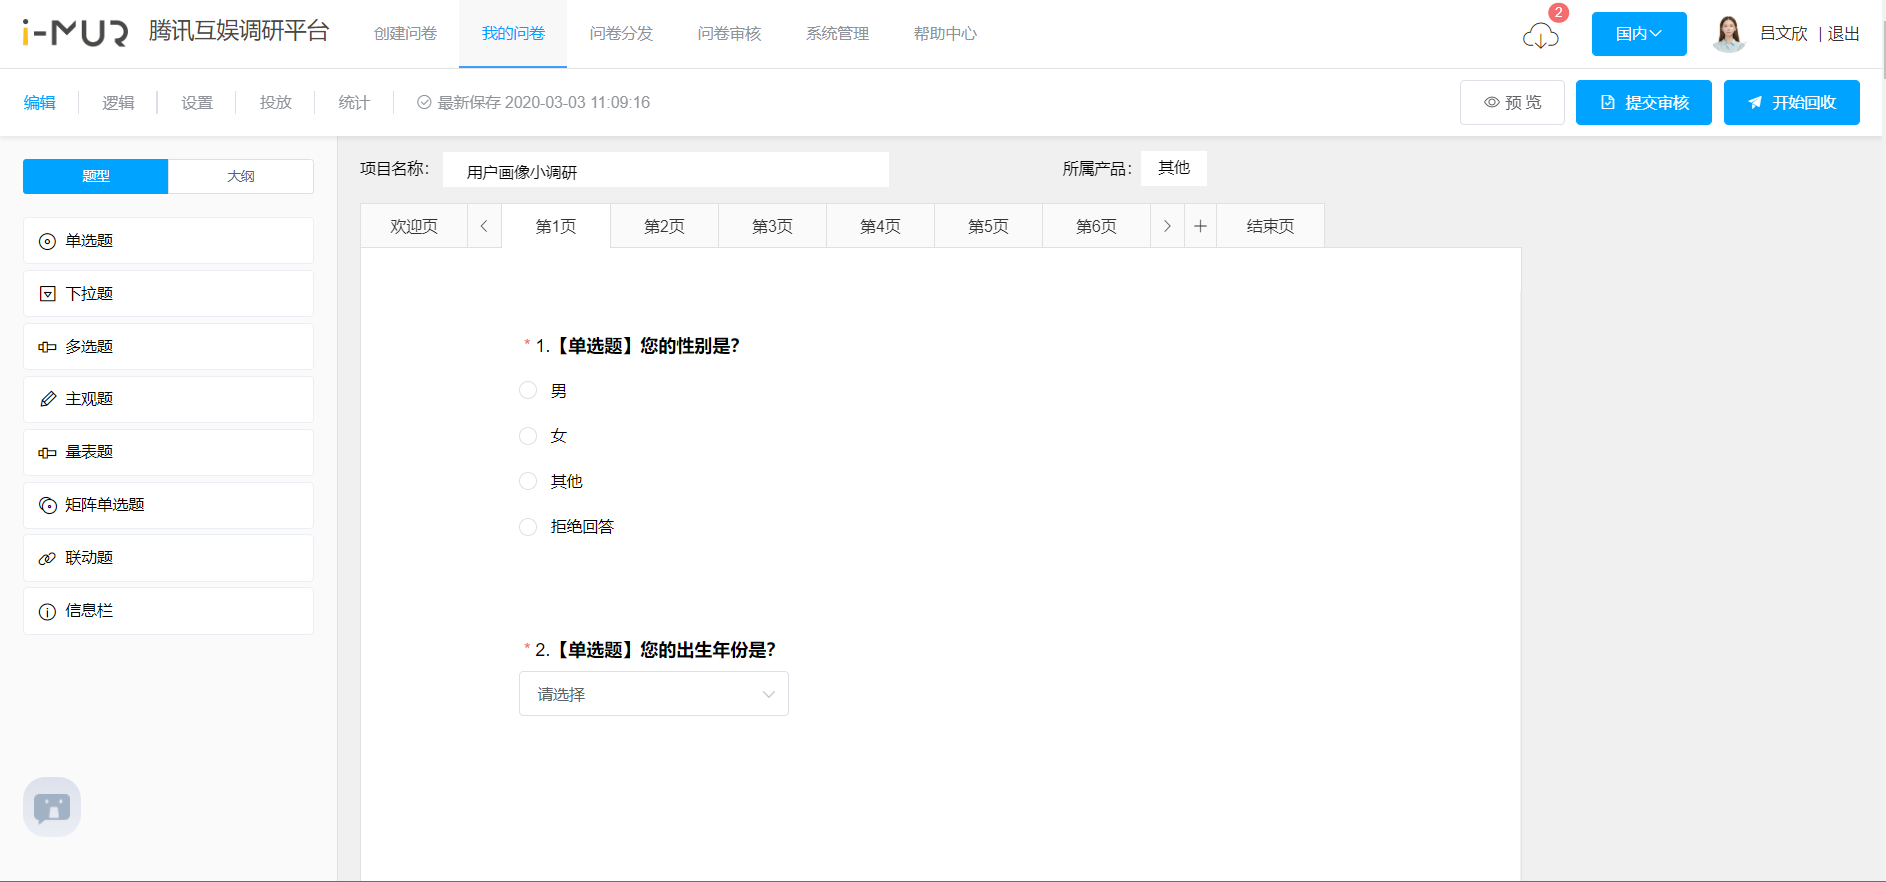 i-MUR 腾讯互娱调研平台 创建问卷 我的问卷 问卷分发 问卷审核 系统管理 帮助中心 2 国内 吕文欣 | 退出
编辑 逻辑 设置 投放 统计 最新保存 2020-03-03 11:09:16 预 览 提交审核 开始回收
题型 大纲
项目名称： 用户画像小调研 所属产品： 其他
欢迎页 < 第1页 第2页 第3页 第4页 第5页 第6页 > + 结束页
单选题
下拉题
多选题
主观题
量表题
矩阵单选题
联动题
信息栏
* 1.【单选题】您的性别是?
男
女
其他
拒绝回答
* 2.【单选题】您的出生年份是?
请选择